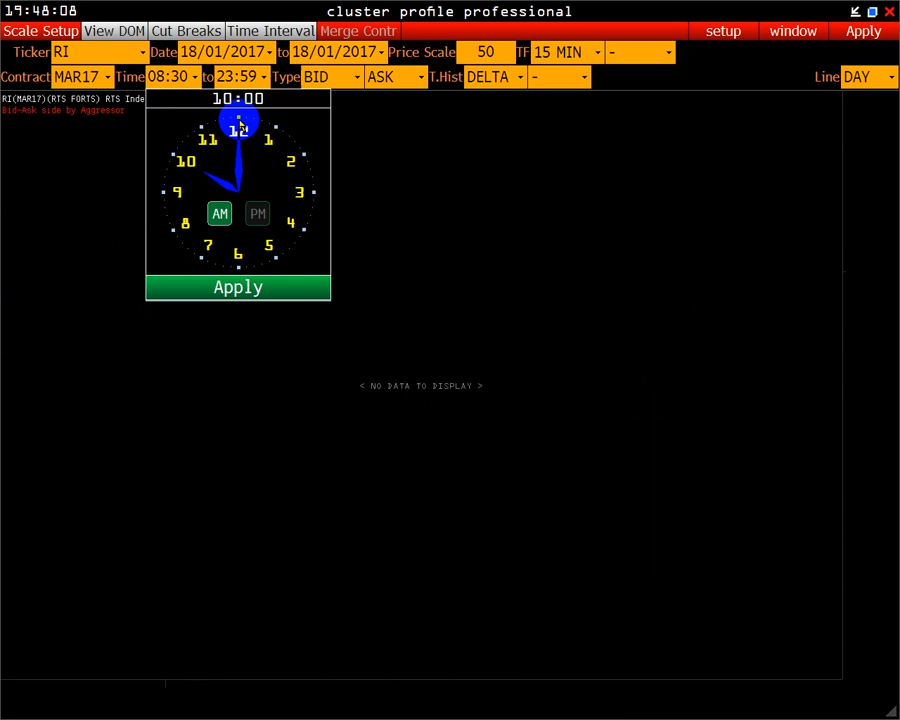 19:48:08 cluster profile professional
Scale Setup View DOM Cut Breaks Time Interval Merge Contr setup window Apply
Ticker RI Date 18/01/2017 to 18/01/2017 Price Scale 50 TF 15 MIN -
Contract MAR17 Time 08:30 to 23:59 Type BID ASK T.Hist DELTA - Line DAY
RI(MAR17)(RTS FORTS) RTS Inde
Bid-Ask side by Aggressor
10:00
12
11 1
10 2
9 3
AM PM
8 4
7 5
6
Apply
< NO DATA TO DISPLAY >